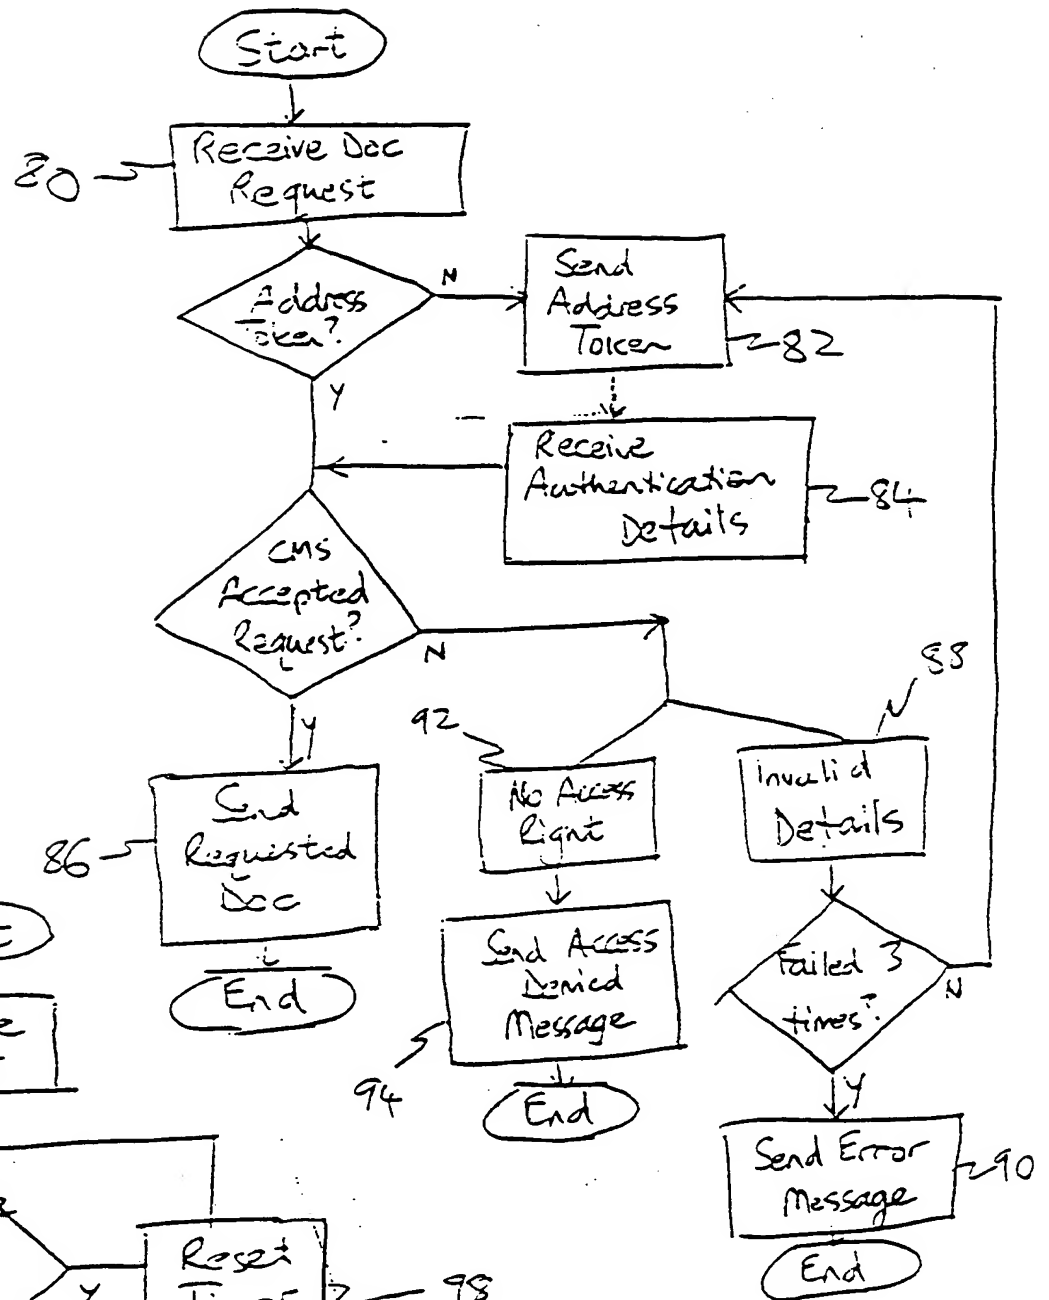 Start
Receive Doc
Request
80
Address
Token?
N
Y
Send
Address
Token
82
Receive
Authentication
Details
84
CMS
Accepted
Request?
N
Y
88
92
No Access
Right
Invalid
Details
Send
Requested
Doc
86
End
Send Access
Denied
Message
94
End
Failed 3
times?
N
Y
Send Error
Message
90
End
Reset
Y
98